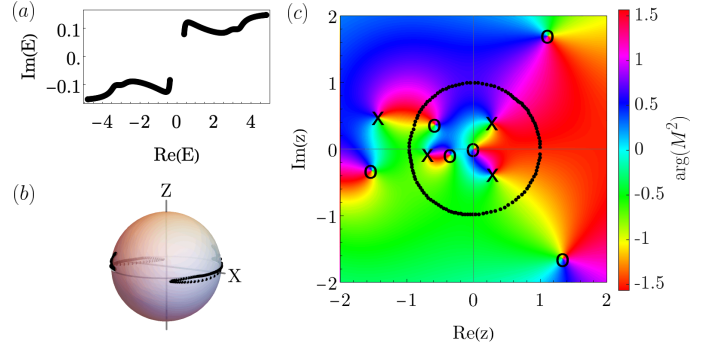 (a)
Im(E)
0.1
0.
-0.1
-4 -2 0 2 4
Re(E)
(b)
Z
X
(c)
Im(z)
2
1
0
-1
-2
-2 -1 0 1 2
Re(z)
o
x o x
x o o
o x
o
1.5
1
0.5
0
-0.5
-1
-1.5
arg(M²)